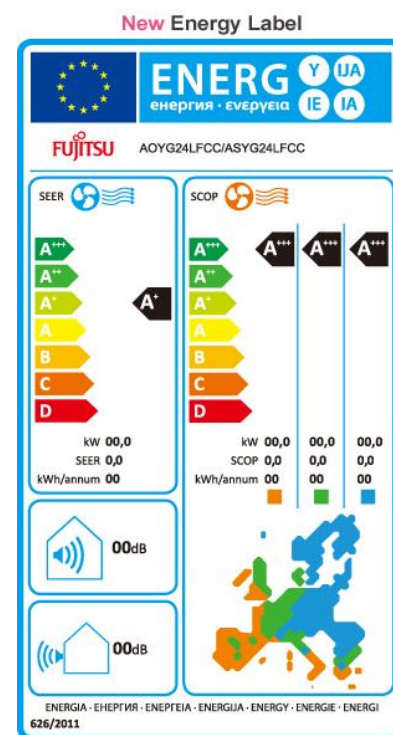 New Energy Label
ENERG Y IJA
енергия · ενεργεια IE IA
FUJITSU AOYG24LFCC/ASYG24LFCC
SEER
A+++
A++
A+
A
B
C
D
A+
kW 00,0
SEER 0,0
kWh/annum 00
SCOP
A+++
A++
A+
A
B
C
D
A+++ A+++ A+++
kW 00,0 00,0 00,0
SCOP 0,0 0,0 0,0
kWh/annum 00 00 00
00dB
00dB
ENERGIA · ЕНЕРГИЯ · ΕΝΕΡΓΕΙΑ · ENERGIJA · ENERGY · ENERGIE · ENERGI
626/2011